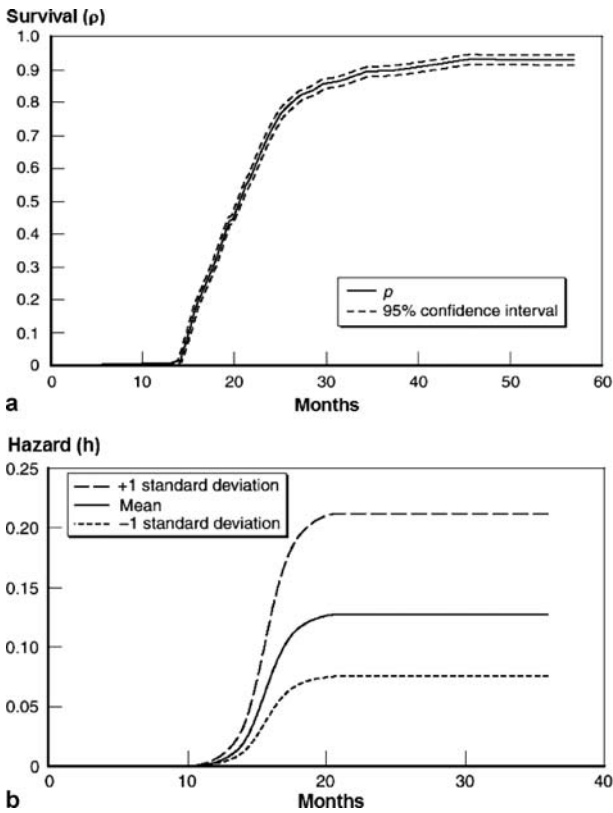 Survival (ρ)
1.0
0.9
0.8
0.7
0.6
0.5
0.4
0.3
0.2
0.1
0
p
95% confidence interval
0 10 20 30 40 50 60
a
Months
Hazard (h)
0.25
+1 standard deviation
Mean
−1 standard deviation
0.20
0.15
0.10
0.05
0
0 10 20 30 40
b
Months